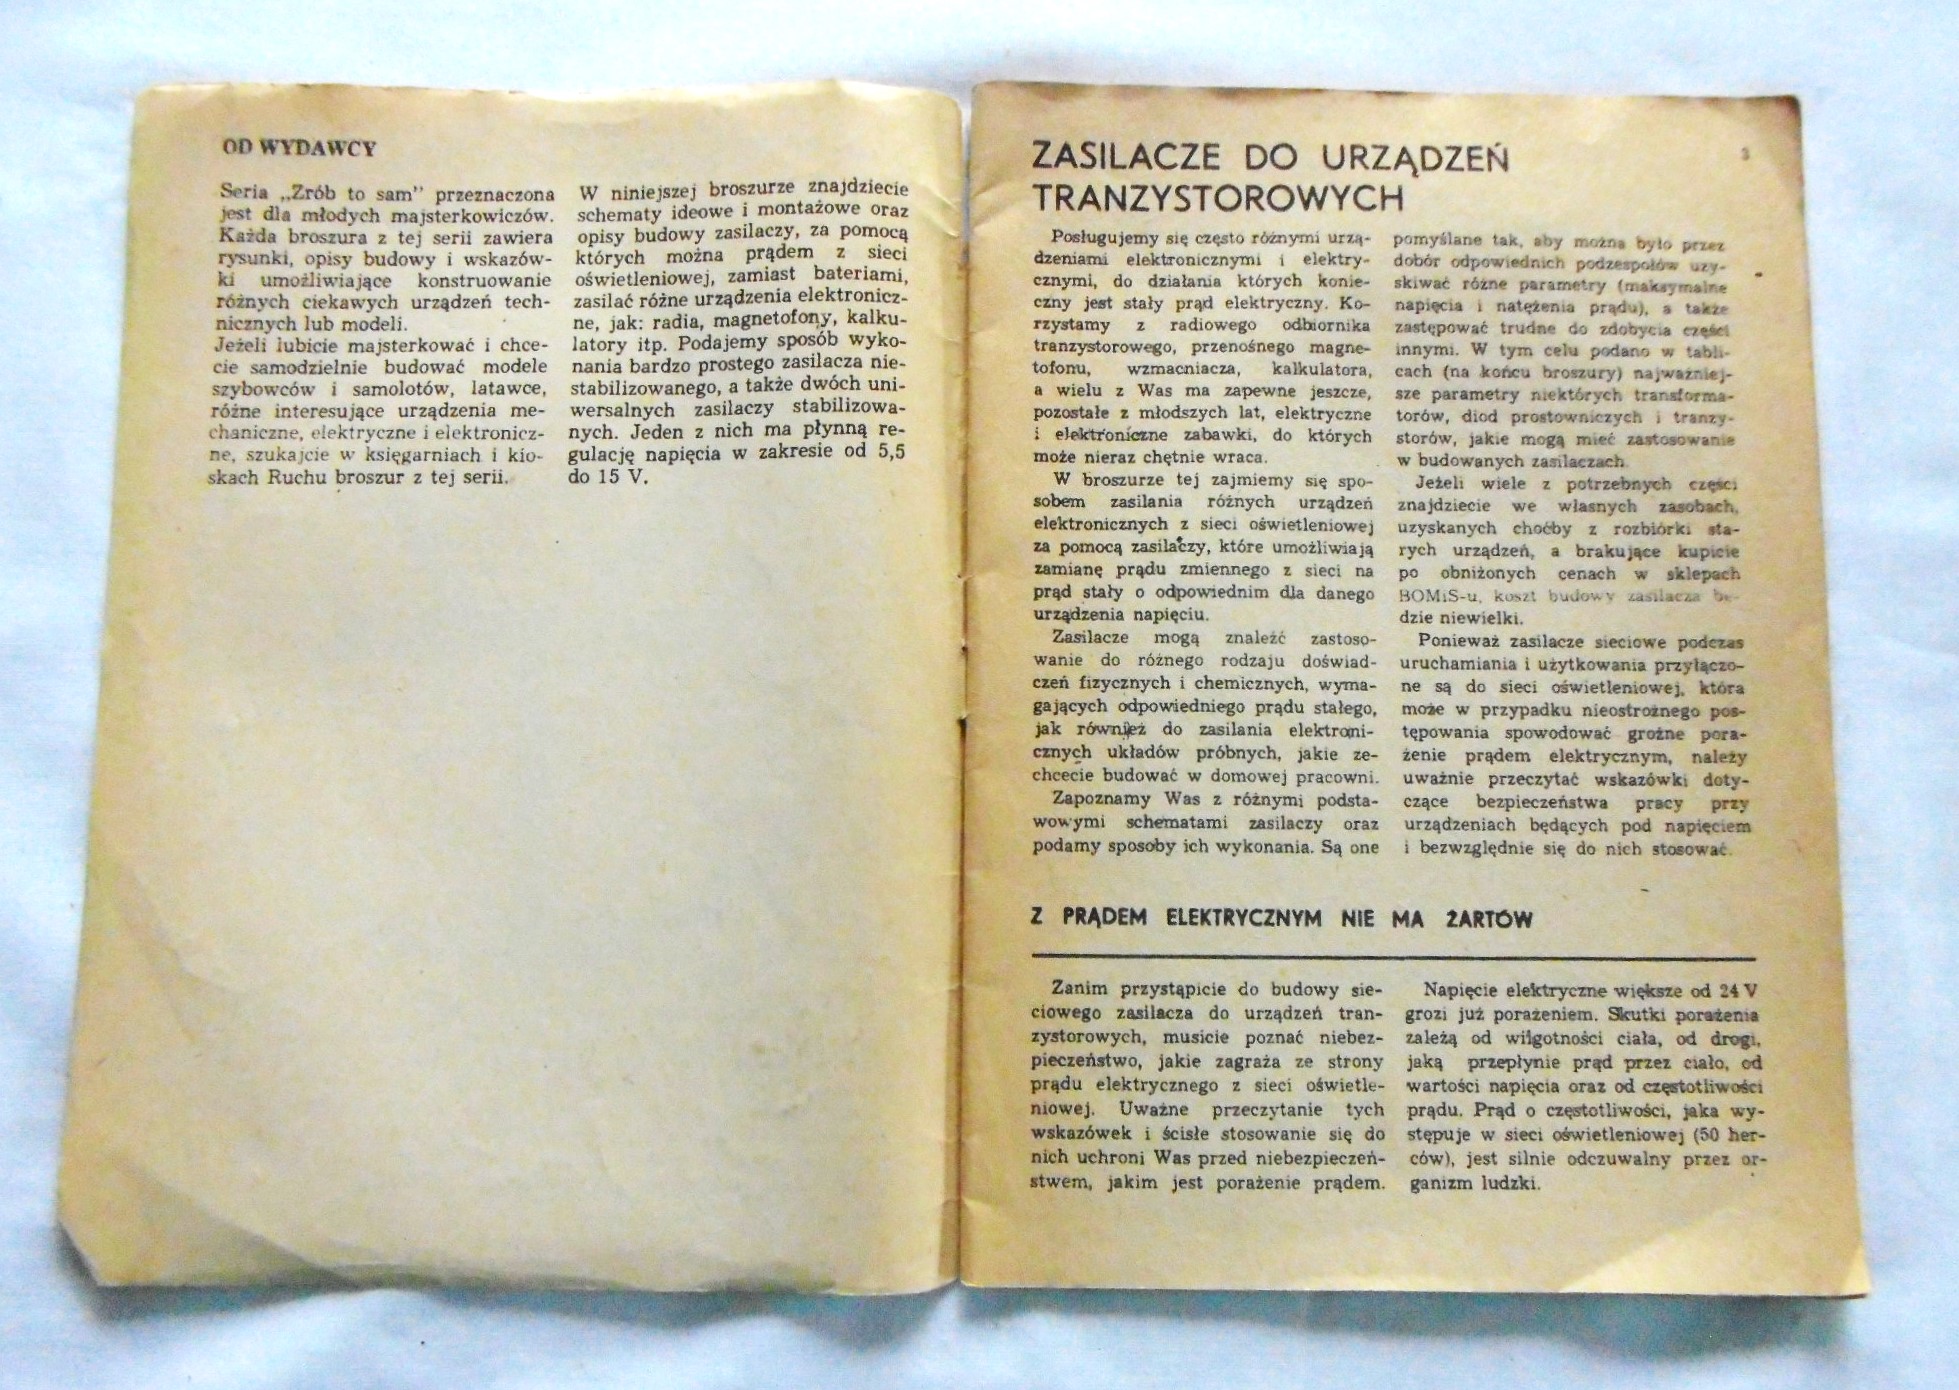 OD WYDAWCY
Seria „Zrób to sam” przeznaczona
jest dla młodych majsterkowiczów.
Każda broszura z tej serii zawiera
rysunki, opisy budowy i wskazów-
ki umożliwiające konstruowanie
różnych ciekawych urządzeń tech-
nicznych lub modeli.
Jeżeli lubicie majsterkować i chce-
cie samodzielnie budować modele
szybowców i samolotów, latawce,
różne interesujące urządzenia me-
chaniczne, elektryczne i elektronicz-
ne, szukajcie w księgarniach i kio-
skach Ruchu broszur z tej serii.
W niniejszej broszurze znajdziecie
schematy ideowe i montażowe oraz
opisy budowy zasilaczy, za pomocą
których można prądem z sieci
oświetleniowej, zamiast bateriami,
zasilać różne urządzenia elektronicz-
ne, jak: radia, magnetofony, kalku-
latory itp. Podajemy sposób wyko-
nania bardzo prostego zasilacza nie-
stabilizowanego, a także dwóch uni-
wersalnych zasilaczy stabilizowa-
nych. Jeden z nich ma płynną re-
gulację napięcia w zakresie od 5,5
do 15 V.
3
ZASILACZE DO URZĄDZEŃ
TRANZYSTOROWYCH
Posługujemy się często różnymi urzą-
dzeniami elektronicznymi i elektry-
cznymi, do działania których konie-
czny jest stały prąd elektryczny. Ko-
rzystamy z radiowego odbiornika
tranzystorowego, przenośnego magne-
tofonu, wzmacniacza, kalkulatora,
a wielu z Was ma zapewne jeszcze,
pozostałe z młodszych lat, elektryczne
i elektroniczne zabawki, do których
może nieraz chętnie wraca.
W broszurze tej zajmiemy się spo-
sobem zasilania różnych urządzeń
elektronicznych z sieci oświetleniowej
za pomocą zasilaczy, które umożliwiają
zamianę prądu zmiennego z sieci na
prąd stały o odpowiednim dla danego
urządzenia napięciu.
Zasilacze mogą znaleźć zastoso-
wanie do różnego rodzaju doświad-
czeń fizycznych i chemicznych, wyma-
gających odpowiedniego prądu stałego,
jak również do zasilania elektroni-
cznych układów próbnych, jakie ze-
chcecie budować w domowej pracowni.
Zapoznamy Was z różnymi podsta-
wowymi schematami zasilaczy oraz
podamy sposoby ich wykonania. Są one
pomyślane tak, aby można było przez
dobór odpowiednich podzespołów uzy-
skiwać różne parametry (maksymalne
napięcia i natężenia prądu), a także
zastępować trudne do zdobycia części
innymi. W tym celu podano w tabli-
cach (na końcu broszury) najważniej-
sze parametry niektórych transforma-
torów, diod prostowniczych i tranzy-
storów, jakie mogą mieć zastosowanie
w budowanych zasilaczach.
Jeżeli wiele z potrzebnych części
znajdziecie we własnych zasobach,
uzyskanych choćby z rozbiórki sta-
rych urządzeń, a brakujące kupicie
po obniżonych cenach w sklepach
BOMiS-u, koszt budowy zasilacza bę-
dzie niewielki.
Ponieważ zasilacze sieciowe podczas
uruchamiania i użytkowania przyłączo-
ne są do sieci oświetleniowej, która
może w przypadku nieostrożnego pos-
tępowania spowodować groźne pora-
żenie prądem elektrycznym, należy
uważnie przeczytać wskazówki doty-
czące bezpieczeństwa pracy przy
urządzeniach będących pod napięciem
i bezwzględnie się do nich stosować.
Z PRĄDEM ELEKTRYCZNYM NIE MA ŻARTÓW
Zanim przystąpicie do budowy sie-
ciowego zasilacza do urządzeń tran-
zystorowych, musicie poznać niebez-
pieczeństwo, jakie zagraża ze strony
prądu elektrycznego z sieci oświetle-
niowej. Uważne przeczytanie tych
wskazówek i ścisłe stosowanie się do
nich uchroni Was przed niebezpieczeń-
stwem, jakim jest porażenie prądem.
Napięcie elektryczne większe od 24 V
grozi już porażeniem. Skutki porażenia
zależą od wilgotności ciała, od drogi,
jaką przepłynie prąd przez ciało, od
wartości napięcia oraz od częstotliwości
prądu. Prąd o częstotliwości, jaka wy-
stępuje w sieci oświetleniowej (50 her-
ców), jest silnie odczuwalny przez or-
ganizm ludzki.